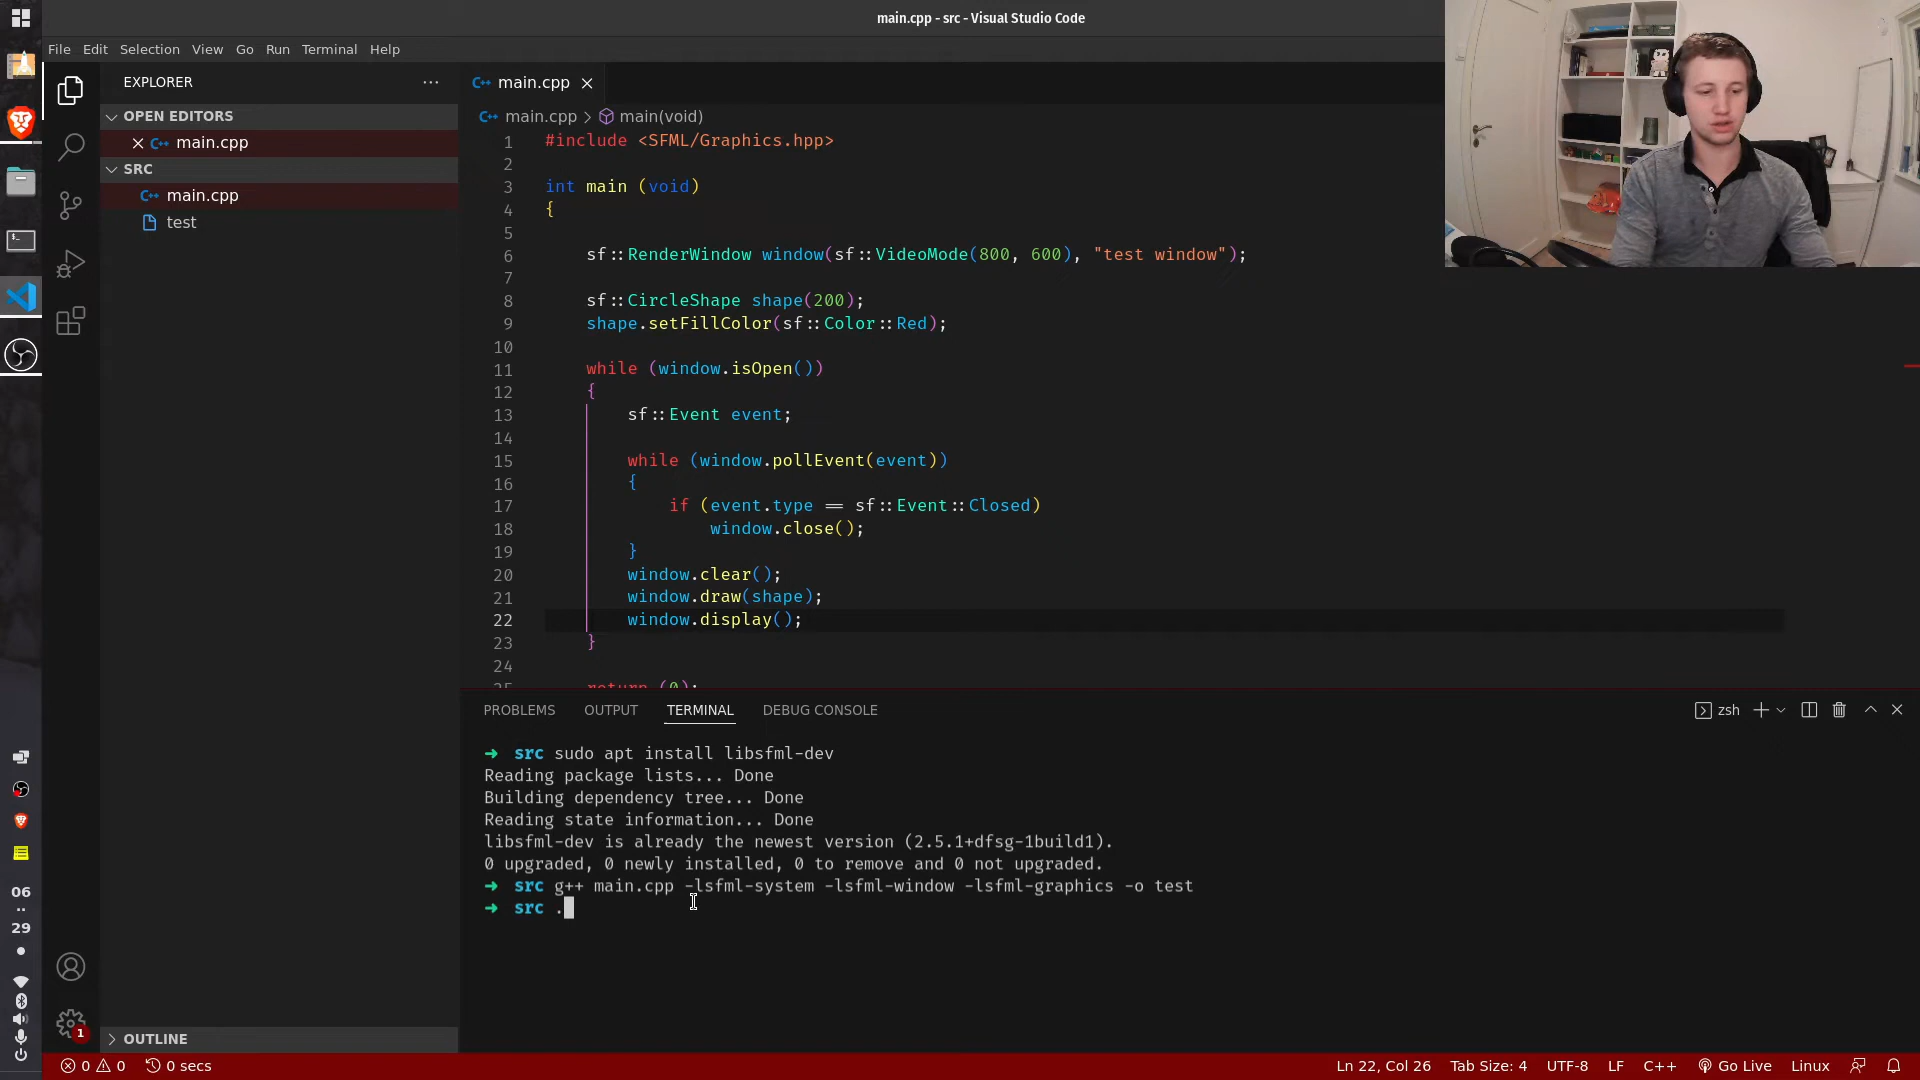 main.cpp - src - Visual Studio Code
File Edit Selection View Go Run Terminal Help
EXPLORER
OPEN EDITORS
main.cpp
SRC
main.cpp
test
OUTLINE
main.cpp
main.cpp > main(void)
1 #include <SFML/Graphics.hpp>
2
3 int main (void)
4 {
5
6 sf::RenderWindow window(sf::VideoMode(800, 600), "test window");
7
8 sf::CircleShape shape(200);
9 shape.setFillColor(sf::Color::Red);
10
11 while (window.isOpen())
12 {
13 sf::Event event;
14
15 while (window.pollEvent(event))
16 {
17 if (event.type == sf::Event::Closed)
18 window.close();
19 }
20 window.clear();
21 window.draw(shape);
22 window.display();
23 }
24
25 return (0);
PROBLEMS OUTPUT TERMINAL DEBUG CONSOLE
zsh
➜ src sudo apt install libsfml-dev
Reading package lists... Done
Building dependency tree... Done
Reading state information... Done
libsfml-dev is already the newest version (2.5.1+dfsg-1build1).
0 upgraded, 0 newly installed, 0 to remove and 0 not upgraded.
➜ src g++ main.cpp -lsfml-system -lsfml-window -lsfml-graphics -o test
➜ src .
06
..
29
1
0 0 0 secs
Ln 22, Col 26 Tab Size: 4 UTF-8 LF C++ Go Live Linux